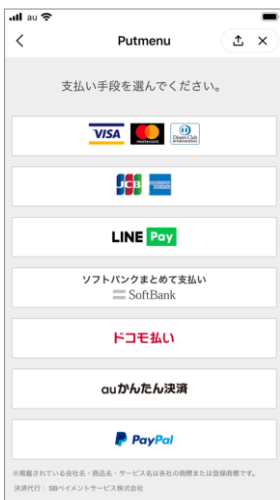 au
Putmenu
支払い手段を選んでください。
VISA mastercard Diners Club INTERNATIONAL
JCB AMERICAN EXPRESS
LINE Pay
ソフトバンクまとめて支払い
SoftBank
ドコモ払い
auかんたん決済
PayPal
※掲載されている会社名・商品名・サービス名は各社の商標または登録商標です。
決済代行 | SBペイメントサービス株式会社